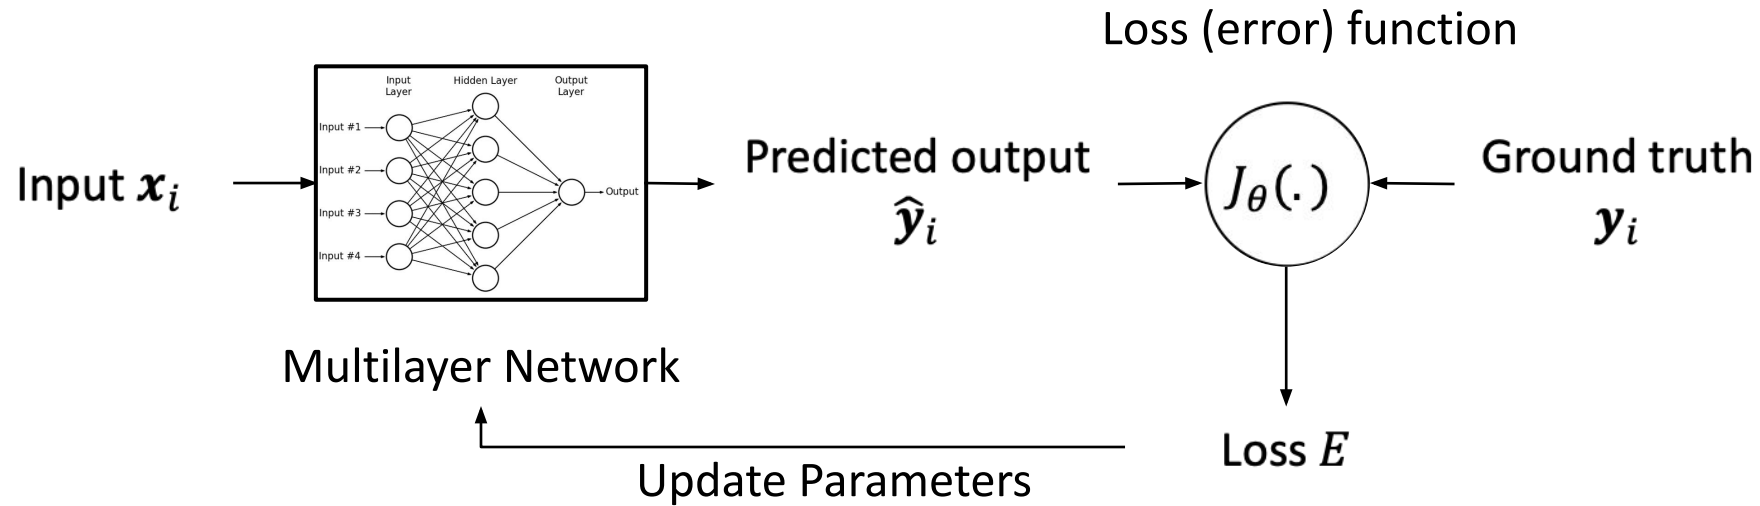 Loss (error) function
Input Layer
Hidden Layer
Output Layer
Input #1
Input #2
Input #3
Input #4
Output
Input 𝒙ᵢ
Predicted output
ŷᵢ
J_θ(.)
Ground truth
𝒚ᵢ
Multilayer Network
Loss E
Update Parameters